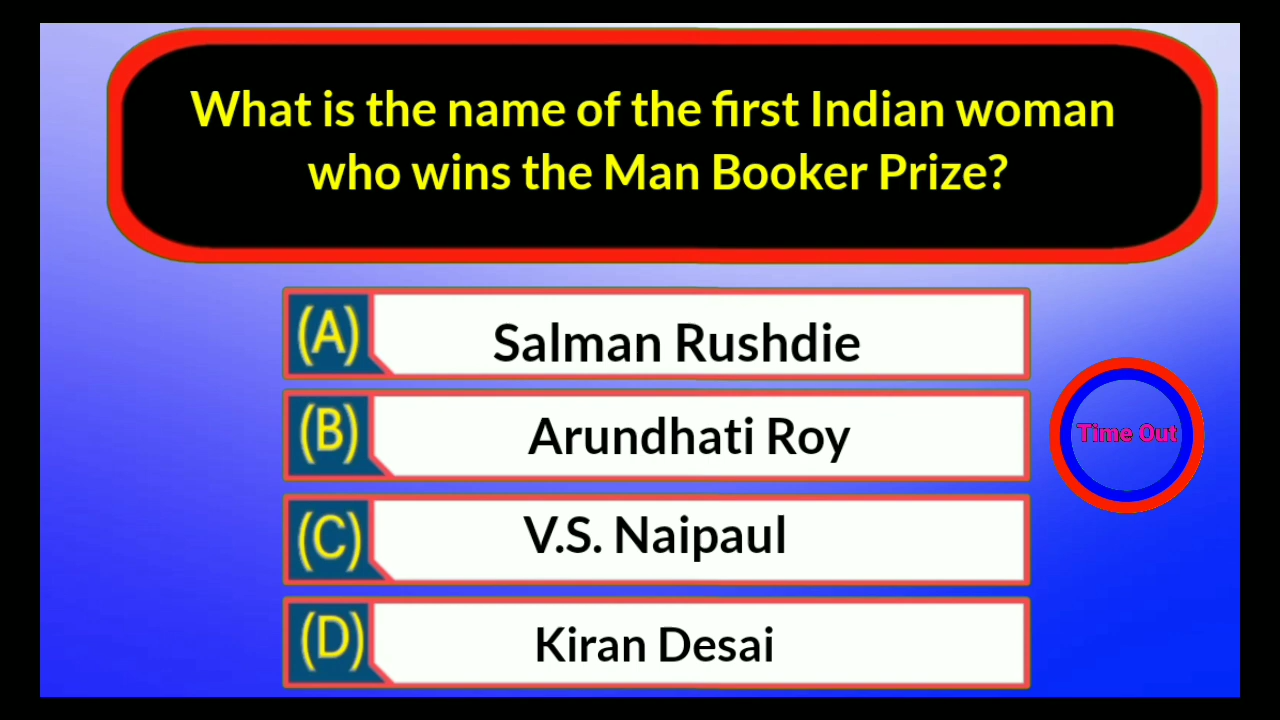 What is the name of the first Indian woman
who wins the Man Booker Prize?
(A) Salman Rushdie
(B) Arundhati Roy
Time Out
(C) V.S. Naipaul
(D) Kiran Desai